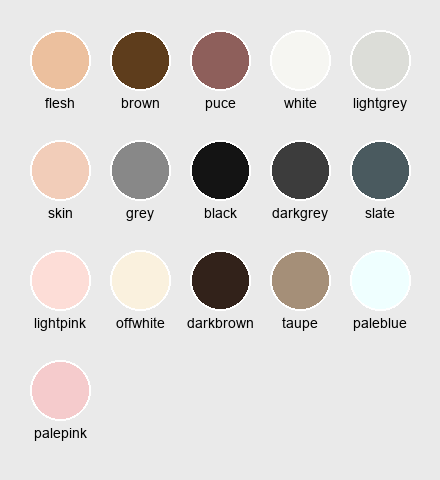 flesh brown puce white lightgrey
skin grey black darkgrey slate
lightpink offwhite darkbrown taupe paleblue
palepink